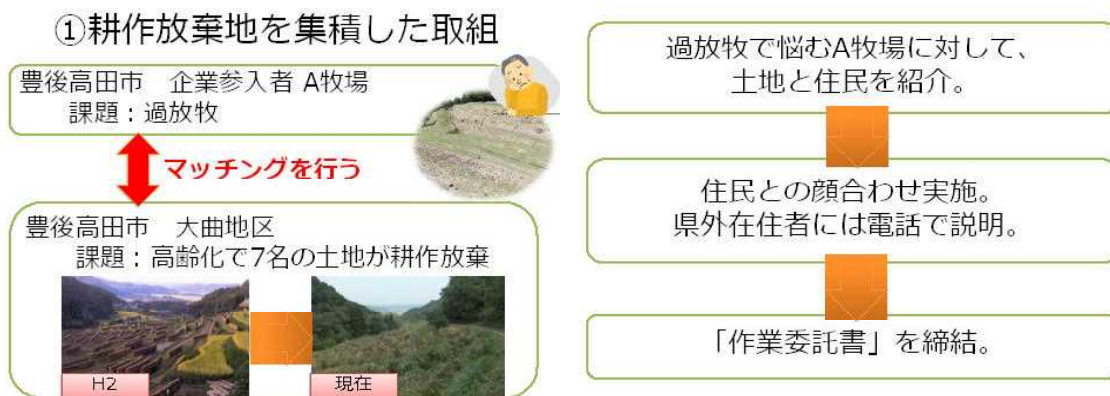 ①耕作放棄地を集積した取組
豊後高田市　企業参入者 A牧場
課題：過放牧
マッチングを行う
豊後高田市　大曲地区
課題：高齢化で7名の土地が耕作放棄
H2
現在
過放牧で悩むA牧場に対して、
土地と住民を紹介。
住民との顔合わせ実施。
県外在住者には電話で説明。
「作業委託書」を締結。